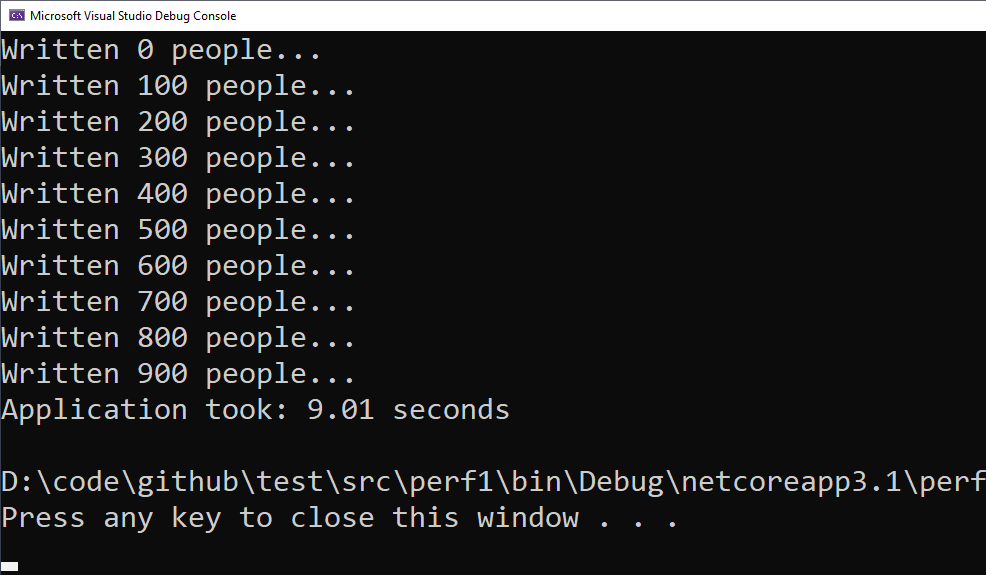 Microsoft Visual Studio Debug Console
Written 0 people...
Written 100 people...
Written 200 people...
Written 300 people...
Written 400 people...
Written 500 people...
Written 600 people...
Written 700 people...
Written 800 people...
Written 900 people...
Application took: 9.01 seconds
D:\code\github\test\src\perf1\bin\Debug\netcoreapp3.1\perf
Press any key to close this window . . .